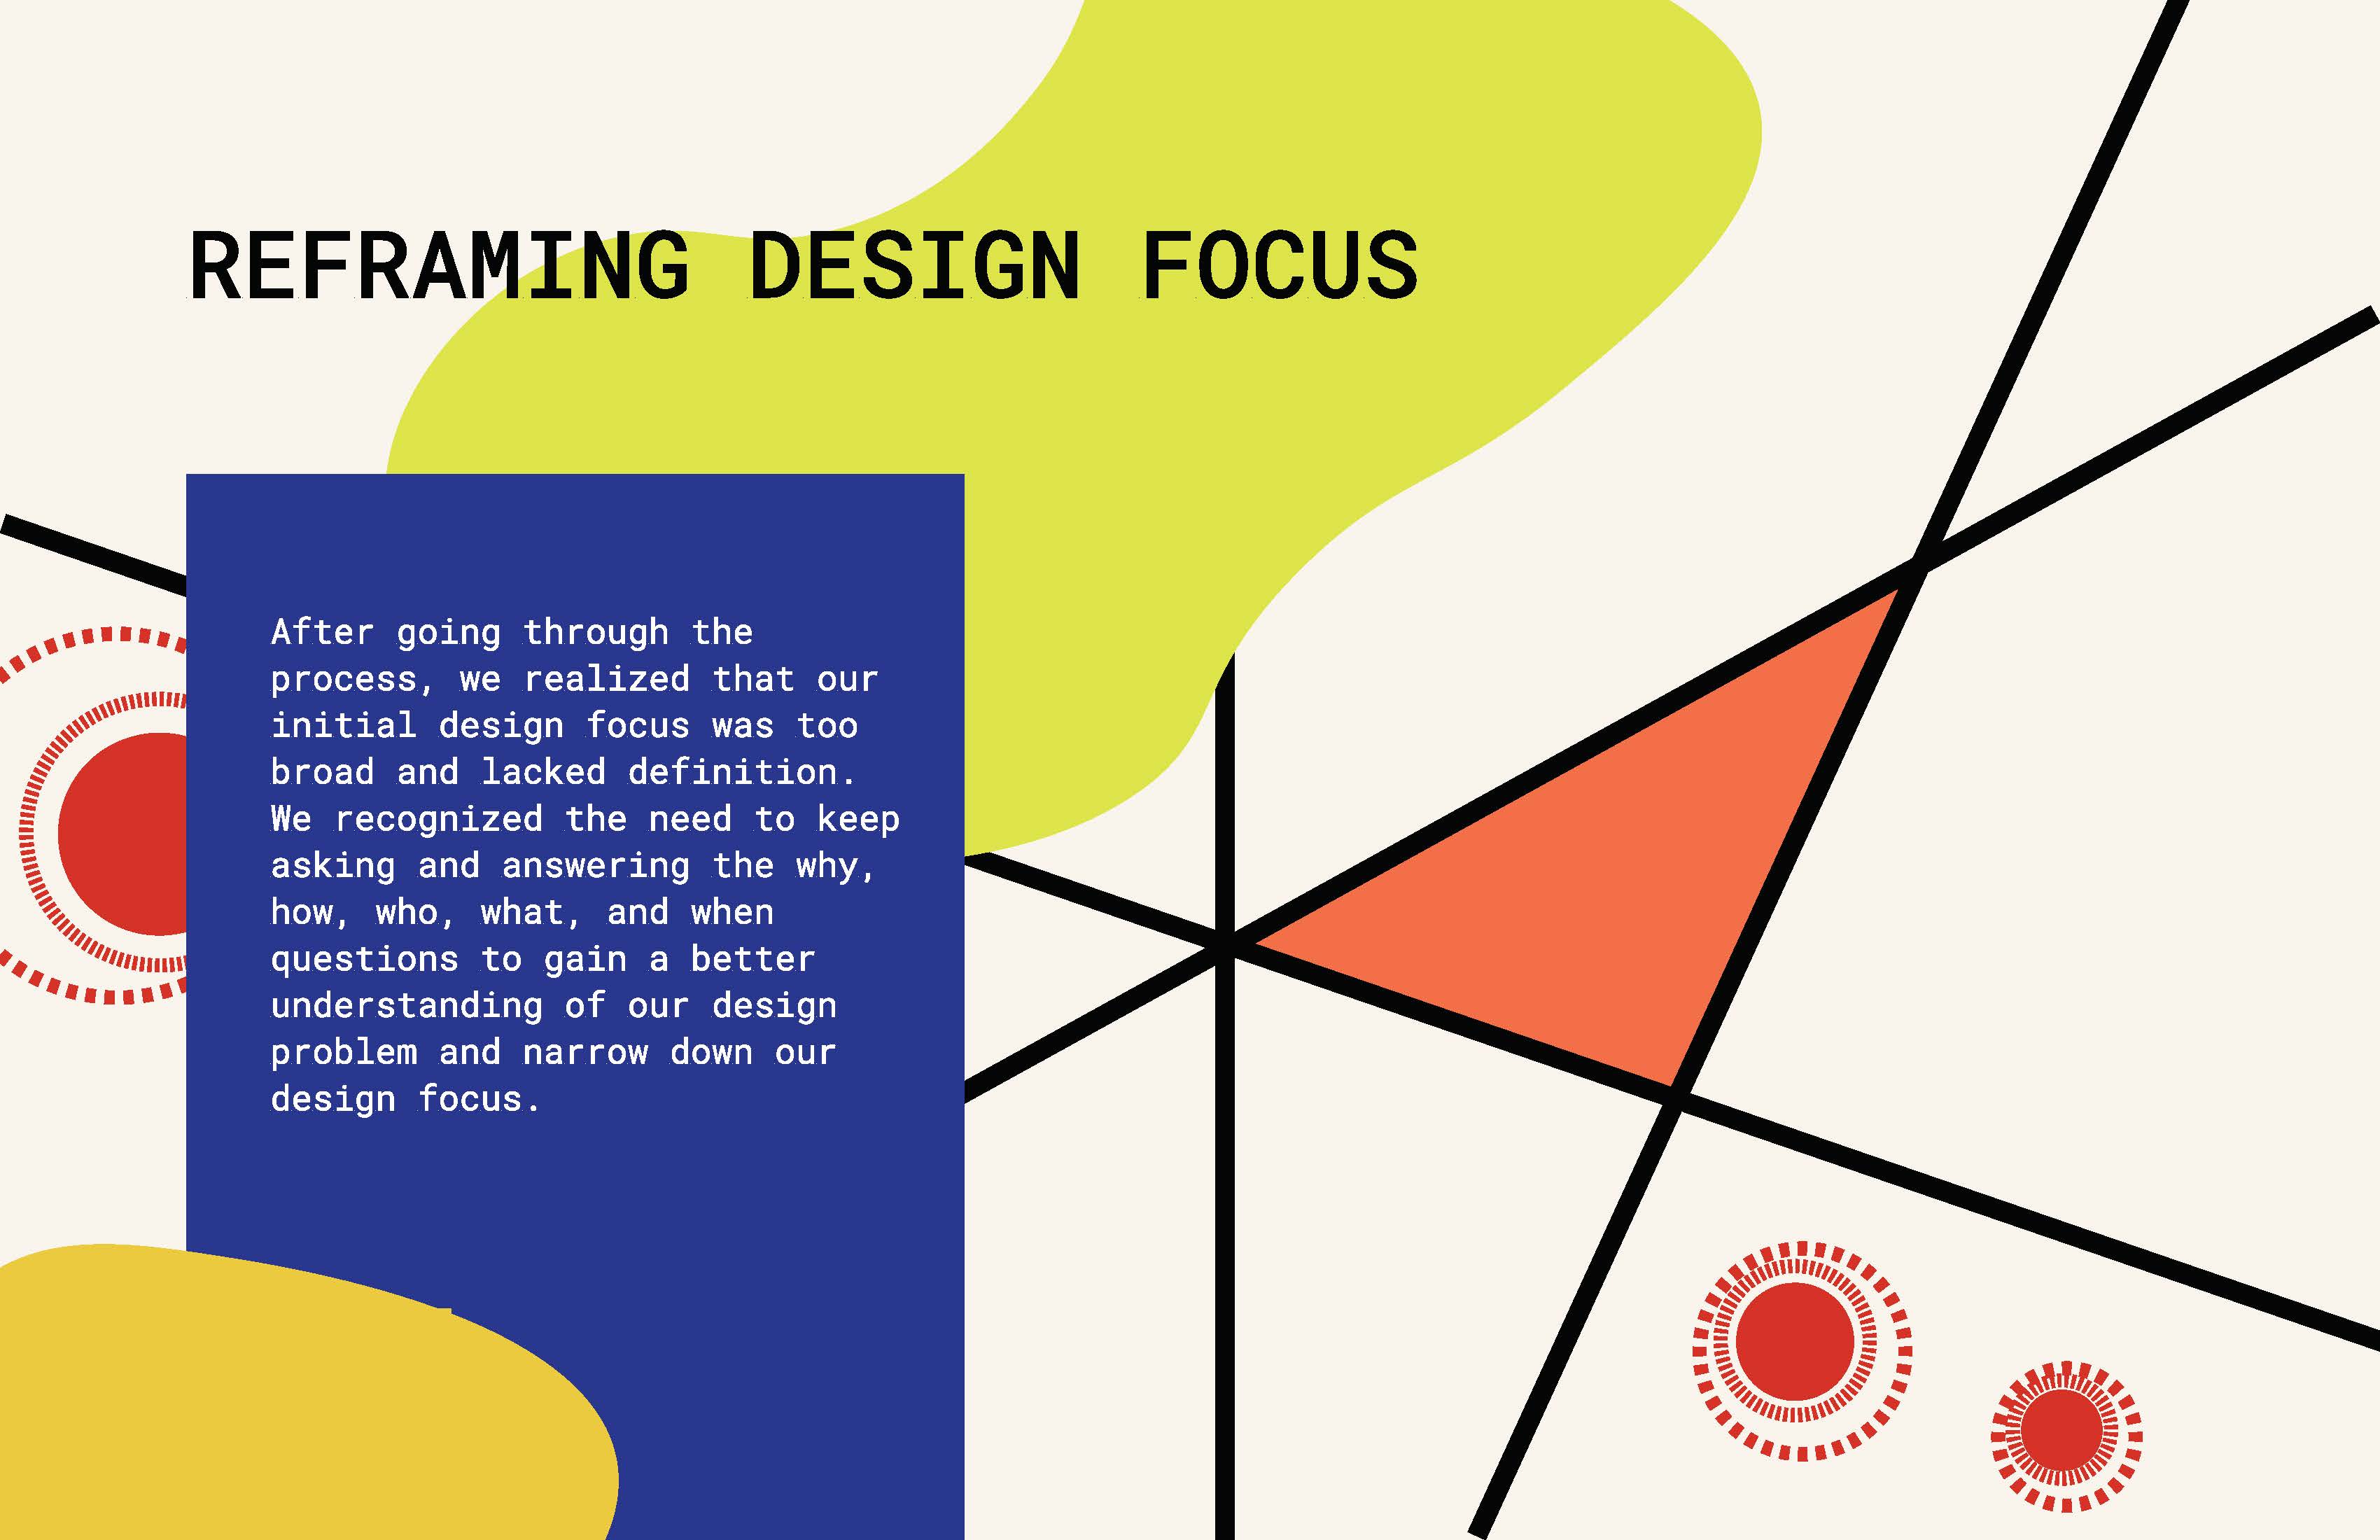 REFRAMING DESIGN FOCUS
After going through the
process, we realized that our
initial design focus was too
broad and lacked definition.
We recognized the need to keep
asking and answering the why,
how, who, what, and when
questions to gain a better
understanding of our design
problem and narrow down our
design focus.